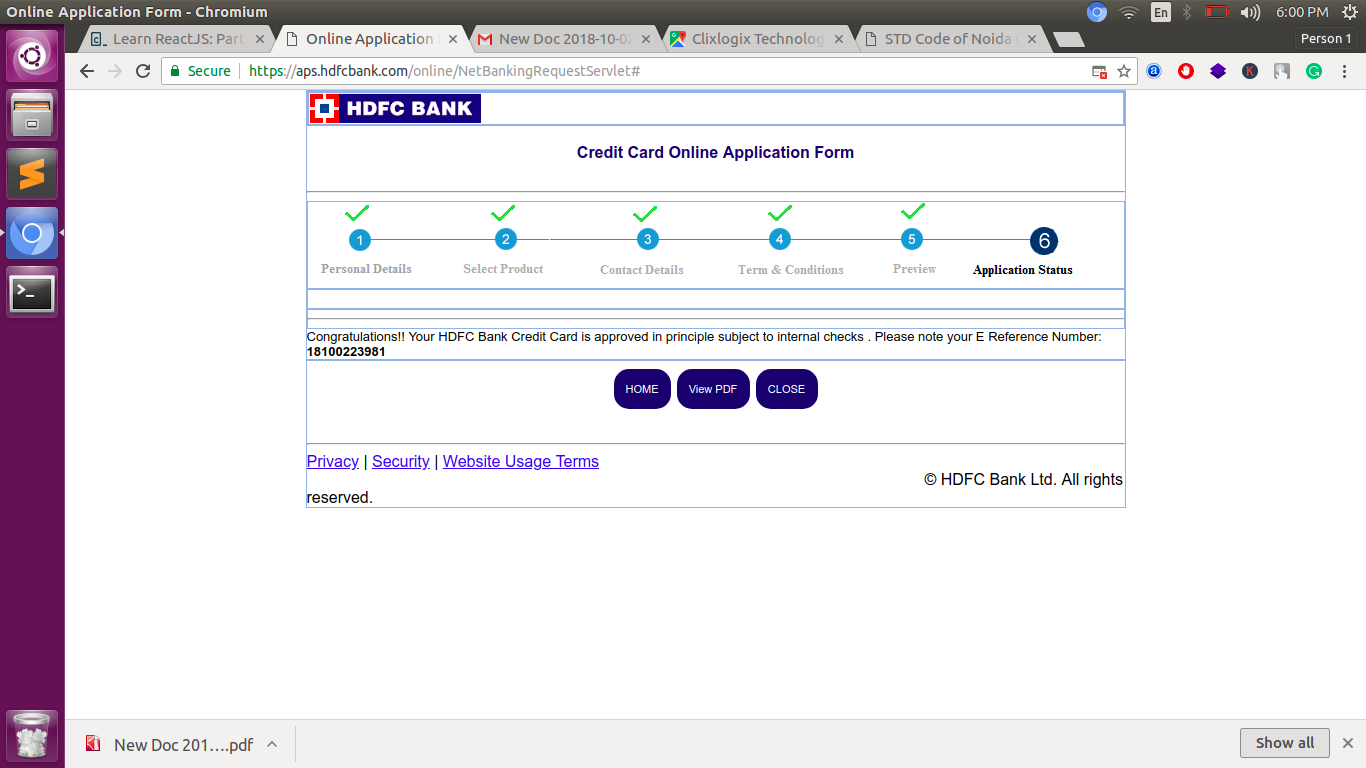 Online Application Form - Chromium
En
6:00 PM
Learn ReactJS: Part
Online Application
New Doc 2018-10-02
Clixlogix Technolog
STD Code of Noida
Person 1
Secure
https://aps.hdfcbank.com/online/NetBankingRequestServlet#
HDFC BANK
Credit Card Online Application Form
1 2 3 4 5 6
Personal Details Select Product Contact Details Term & Conditions Preview Application Status
Congratulations!! Your HDFC Bank Credit Card is approved in principle subject to internal checks . Please note your E Reference Number:
18100223981
HOME View PDF CLOSE
Privacy | Security | Website Usage Terms
© HDFC Bank Ltd. All rights
reserved.
New Doc 201....pdf
Show all